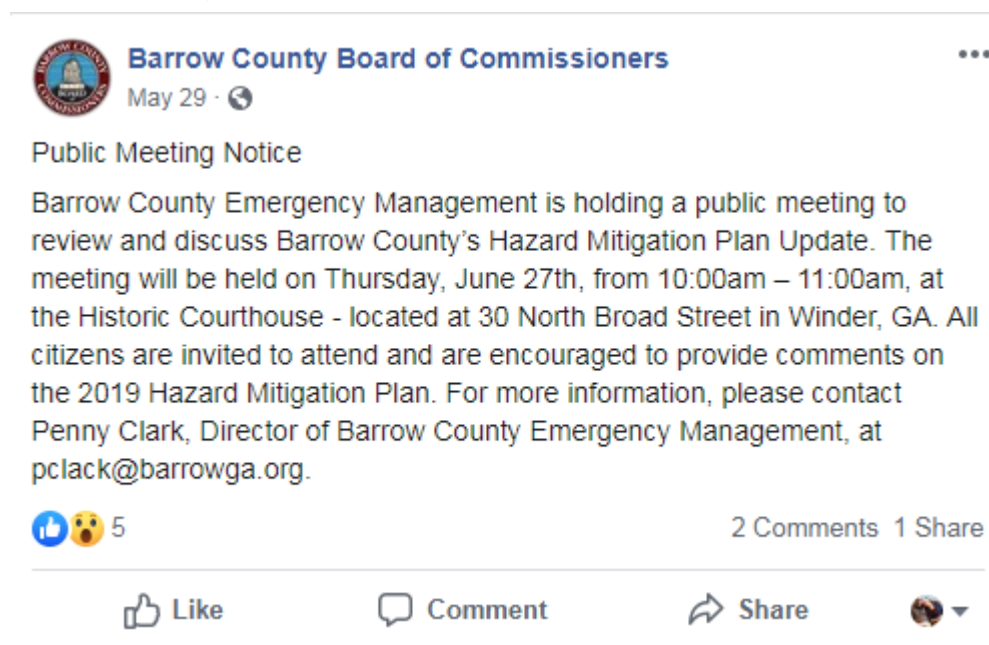 Barrow County Board of Commissioners
May 29 ·
Public Meeting Notice
Barrow County Emergency Management is holding a public meeting to
review and discuss Barrow County's Hazard Mitigation Plan Update. The
meeting will be held on Thursday, June 27th, from 10:00am – 11:00am, at
the Historic Courthouse - located at 30 North Broad Street in Winder, GA. All
citizens are invited to attend and are encouraged to provide comments on
the 2019 Hazard Mitigation Plan. For more information, please contact
Penny Clark, Director of Barrow County Emergency Management, at
pclack@barrowga.org.
5 2 Comments 1 Share
Like Comment Share